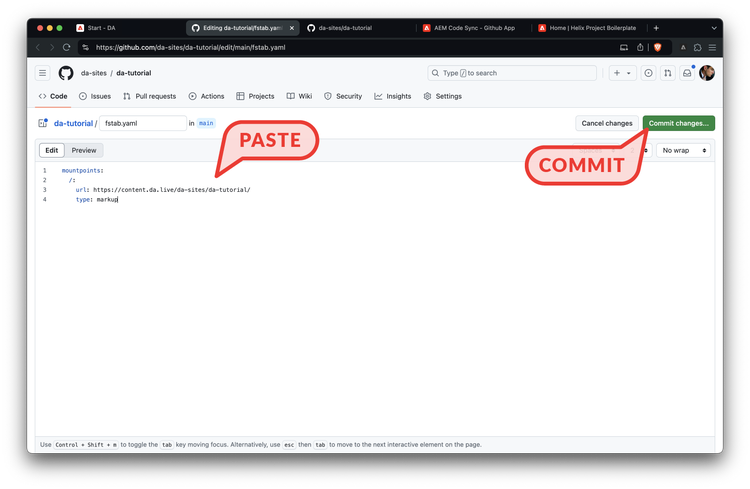 Start - DA
Editing da-tutorial/fstab.yaml
da-sites/da-tutorial
AEM Code Sync - GitHub App
Home | Helix Project Boilerplate
https://github.com/da-sites/da-tutorial/edit/main/fstab.yaml
da-sites / da-tutorial
Type / to search
Code
Issues
Pull requests
Actions
Projects
Wiki
Security
Insights
Settings
da-tutorial / fstab.yaml in main
Cancel changes
Commit changes...
PASTE
COMMIT
Edit
Preview
No wrap
1 mountpoints:
2 /:
3 url: https://content.da.live/da-sites/da-tutorial/
4 type: markup
Use Control + Shift + m to toggle the tab key moving focus. Alternatively, use esc then tab to move to the next interactive element on the page.